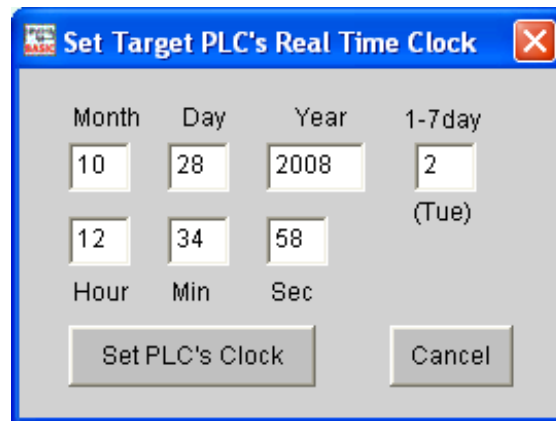 Set Target PLC's Real Time Clock
Month Day Year 1-7day
10 28 2008 2
(Tue)
12 34 58
Hour Min Sec
Set PLC's Clock Cancel